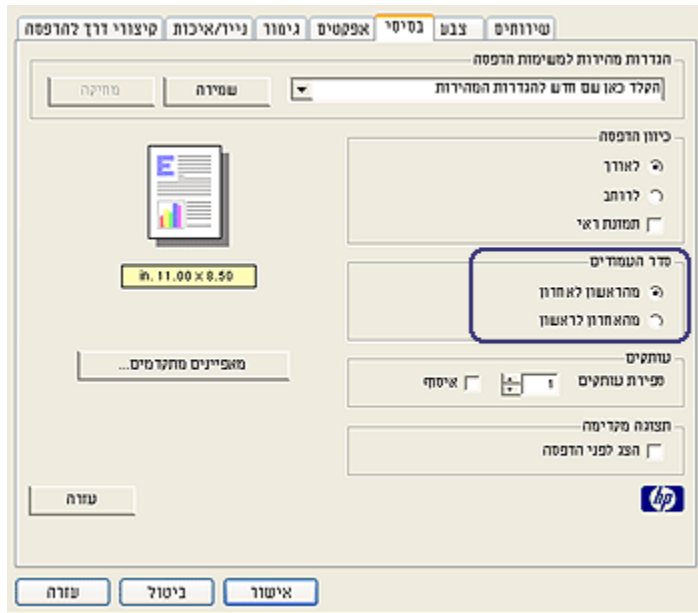 שירותים צבע בסיסי אפקטים גימור נייר/איכות קיצורי דרך להדפסה
הגדרות מהירות למשימות הדפסה
הקלד כאן שם חדש להגדרות המהירות שמירה מחיקה
כיוון הדפסה
לאורך
לרוחב
תמונת ראי
E
in. 11.00 × 8.50
סדר העמודים
מהראשון לאחרון
מהאחרון לראשון
מאפיינים מתקדמים...
עותקים
ספירת עותקים 1 איסוף
תצוגה מקדימה
הצג לפני הדפסה
hp
עזרה
אישור ביטול עזרה